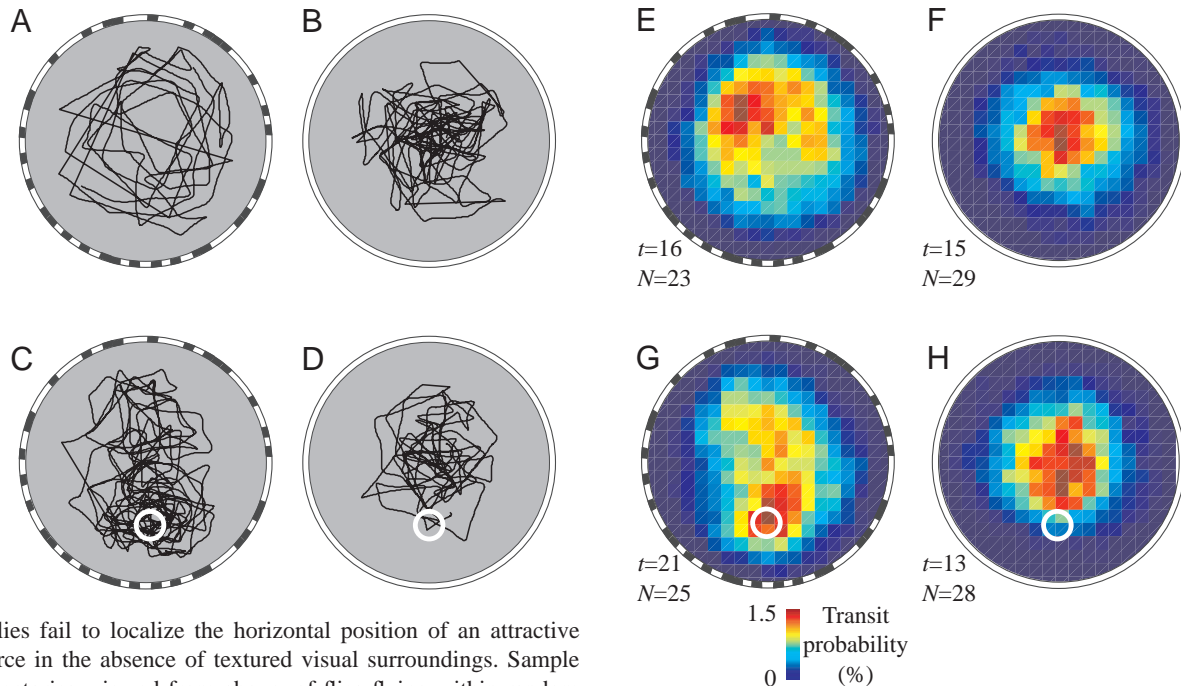 A
B
E
F
t=16
N=23
t=15
N=29
C
D
G
H
t=21
N=25
t=13
N=28
1.5
Transit
probability
(%)
0
lies fail to localize the horizontal position of an attractive
rce in the absence of textured visual surroundings. Sample